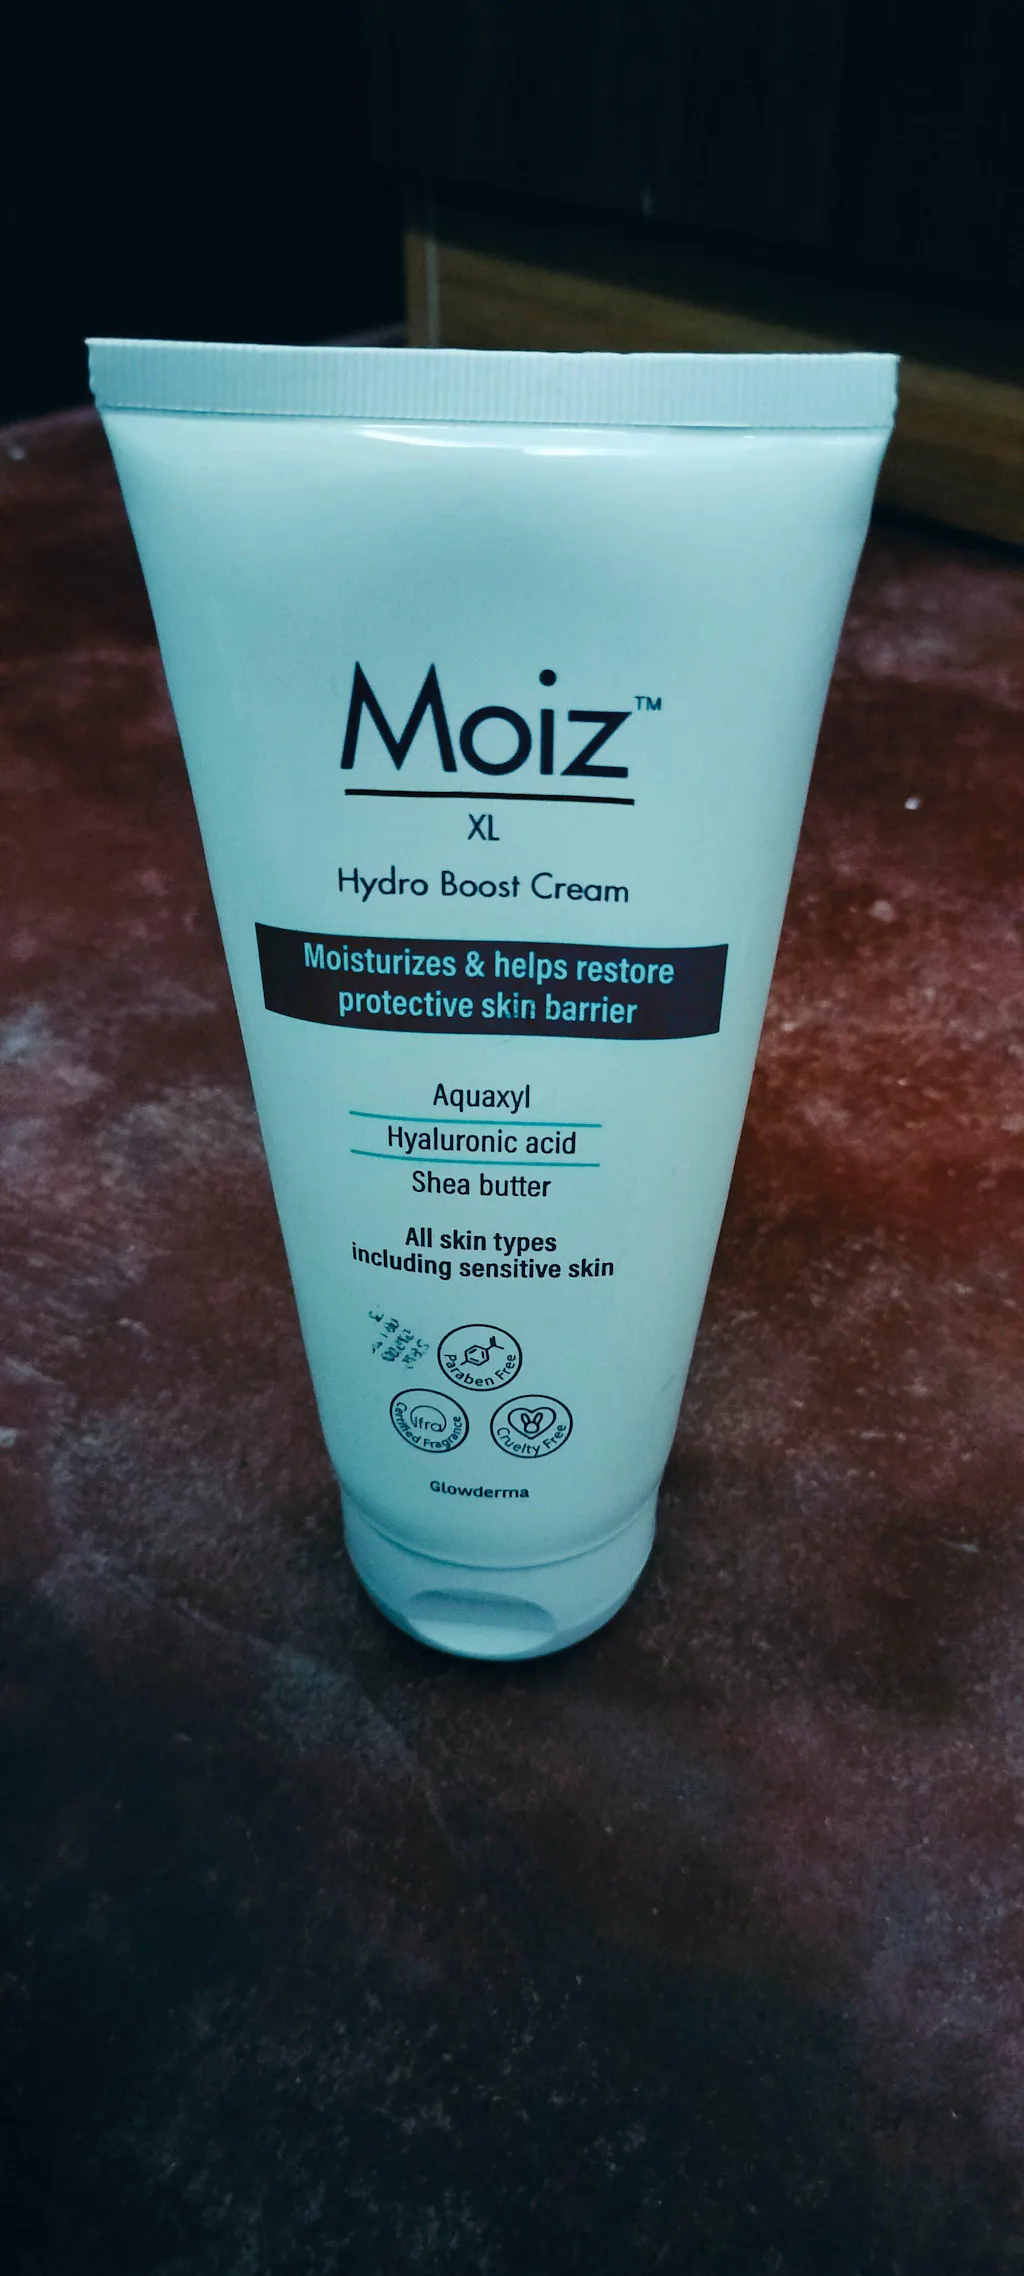 Moiz™
XL
Hydro Boost Cream
Moisturizes & helps restore
protective skin barrier
Aquaxyl
Hyaluronic acid
Shea butter
All skin types
including sensitive skin
Paraben Free
ifra
Certified Fragrance
Cruelty Free
Glowderma